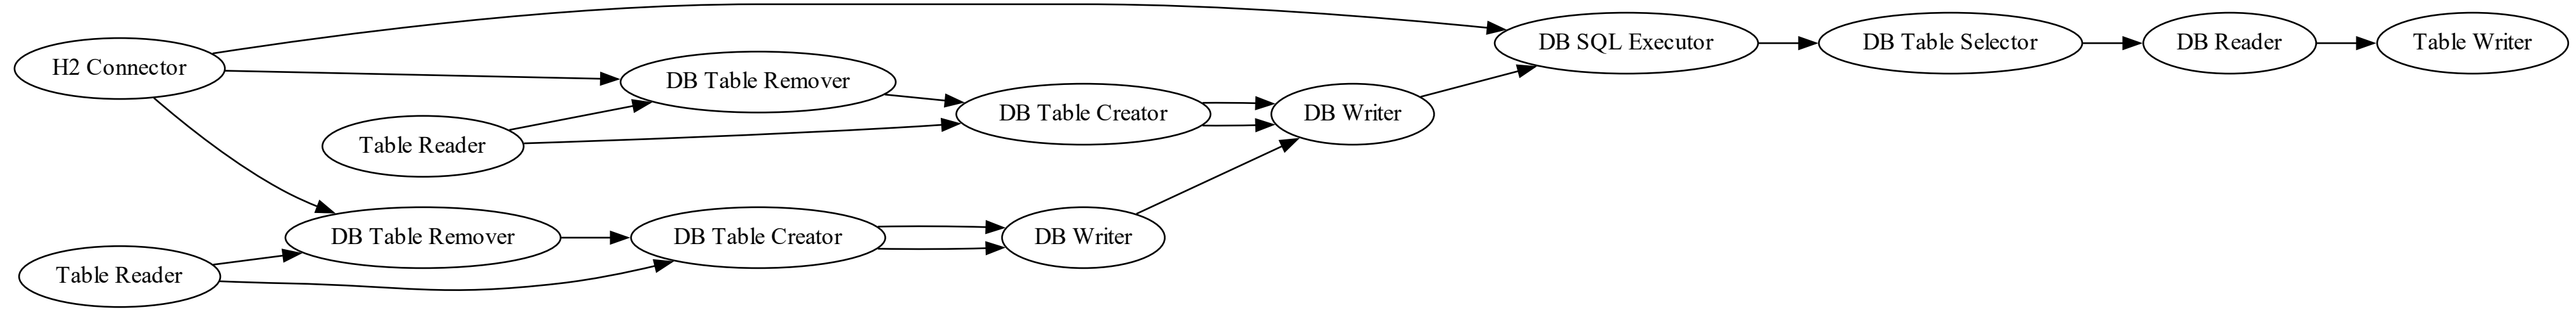 H2 Connector
DB Table Remover
Table Reader
DB Table Creator
DB Writer
DB SQL Executor
DB Table Selector
DB Reader
Table Writer
Table Reader
DB Table Remover
DB Table Creator
DB Writer